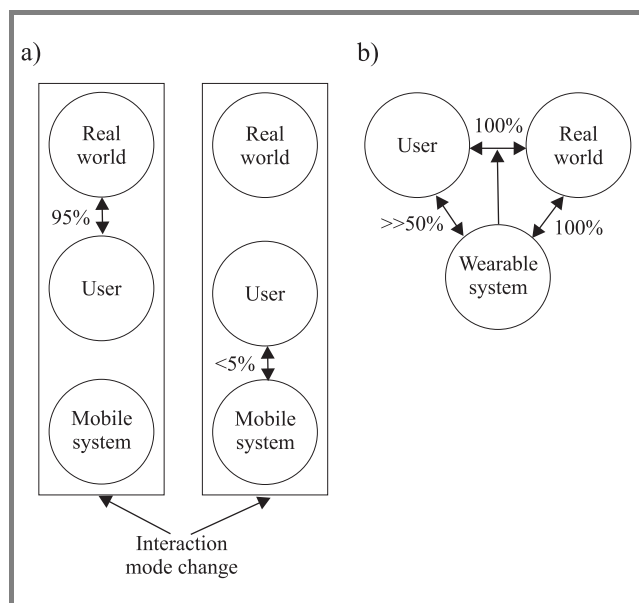 a)
Real
world
95%
User
Mobile
system
Real
world
User
<5%
Mobile
system
Interaction
mode change
b)
User
100%
Real
world
>>50%
100%
Wearable
system